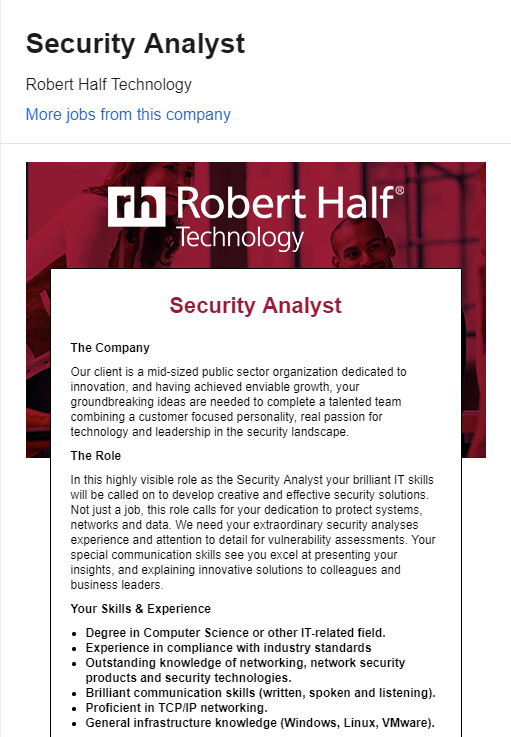 Security Analyst
Robert Half Technology
More jobs from this company
rh Robert Half®
Technology
Security Analyst
The Company
Our client is a mid-sized public sector organization dedicated to
innovation, and having achieved enviable growth, your
groundbreaking ideas are needed to complete a talented team
combining a customer focused personality, real passion for
technology and leadership in the security landscape.
The Role
In this highly visible role as the Security Analyst your brilliant IT skills
will be called on to develop creative and effective security solutions.
Not just a job, this role calls for your dedication to protect systems,
networks and data. We need your extraordinary security analyses
experience and attention to detail for vulnerability assessments. Your
special communication skills see you excel at presenting your
insights, and explaining innovative solutions to colleagues and
business leaders.
Your Skills & Experience
• Degree in Computer Science or other IT-related field.
• Experience in compliance with industry standards
• Outstanding knowledge of networking, network security
products and security technologies.
• Brilliant communication skills (written, spoken and listening).
• Proficient in TCP/IP networking.
• General infrastructure knowledge (Windows, Linux, VMware).